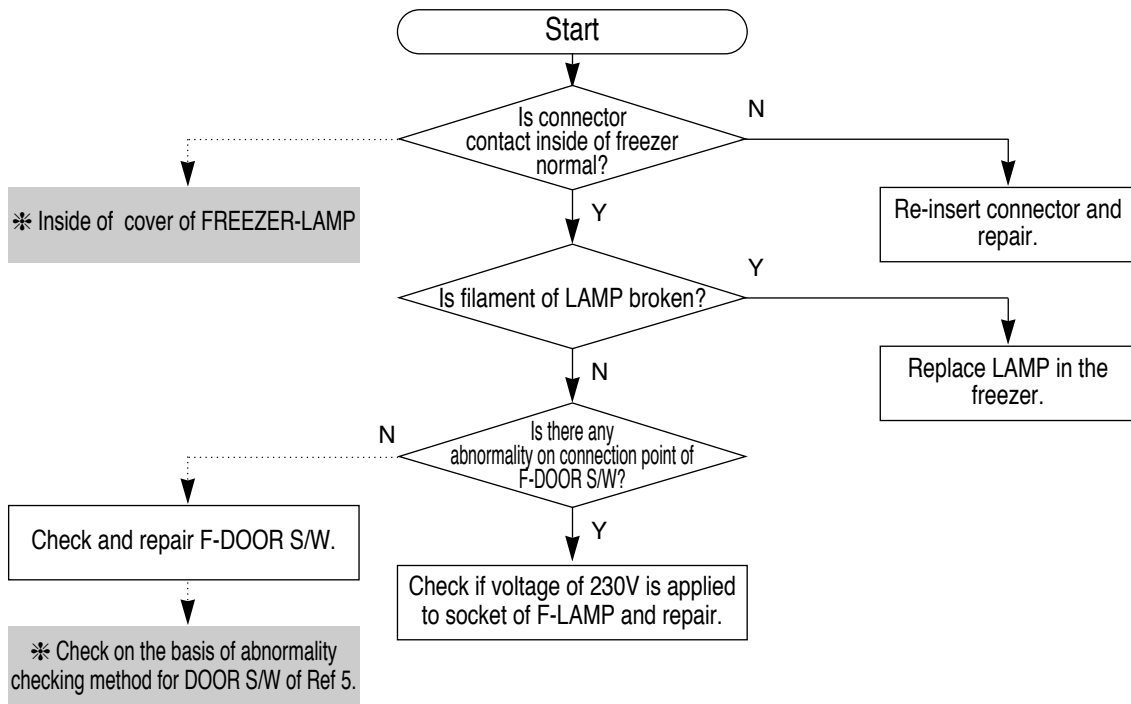 Start
Is connector
contact inside of freezer
normal?
N
❈ Inside of cover of FREEZER-LAMP
Y
Re-insert connector and
repair.
Is filament of LAMP broken?
Y
N
Replace LAMP in the
freezer.
Is there any
abnormality on connection point of
F-DOOR S/W?
N
Y
Check and repair F-DOOR S/W.
Check if voltage of 230V is applied
to socket of F-LAMP and repair.
❈ Check on the basis of abnormality
checking method for DOOR S/W of Ref 5.